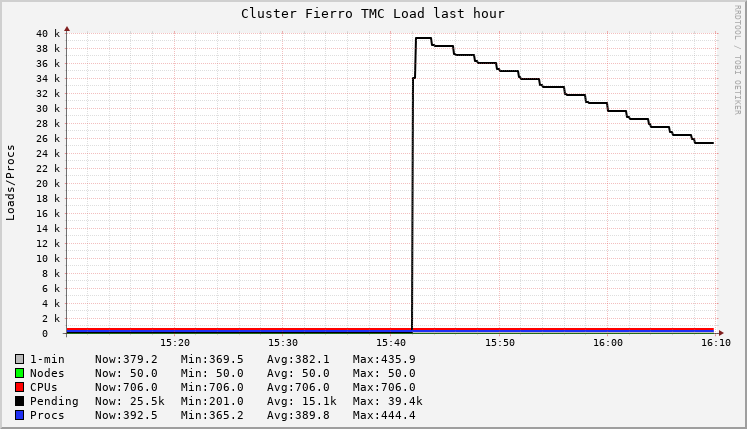 Cluster Fierro TMC Load last hour
RRDTOOL / TOBI OETIKER
Loads/Procs
40 k
38 k
36 k
34 k
32 k
30 k
28 k
26 k
24 k
22 k
20 k
18 k
16 k
14 k
12 k
10 k
8 k
6 k
4 k
2 k
0
15:20 15:30 15:40 15:50 16:00 16:10
1-min Now:379.2 Min:369.5 Avg:382.1 Max:435.9
Nodes Now: 50.0 Min: 50.0 Avg: 50.0 Max: 50.0
CPUs Now:706.0 Min:706.0 Avg:706.0 Max:706.0
Pending Now: 25.5k Min:201.0 Avg: 15.1k Max: 39.4k
Procs Now:392.5 Min:365.2 Avg:389.8 Max:444.4